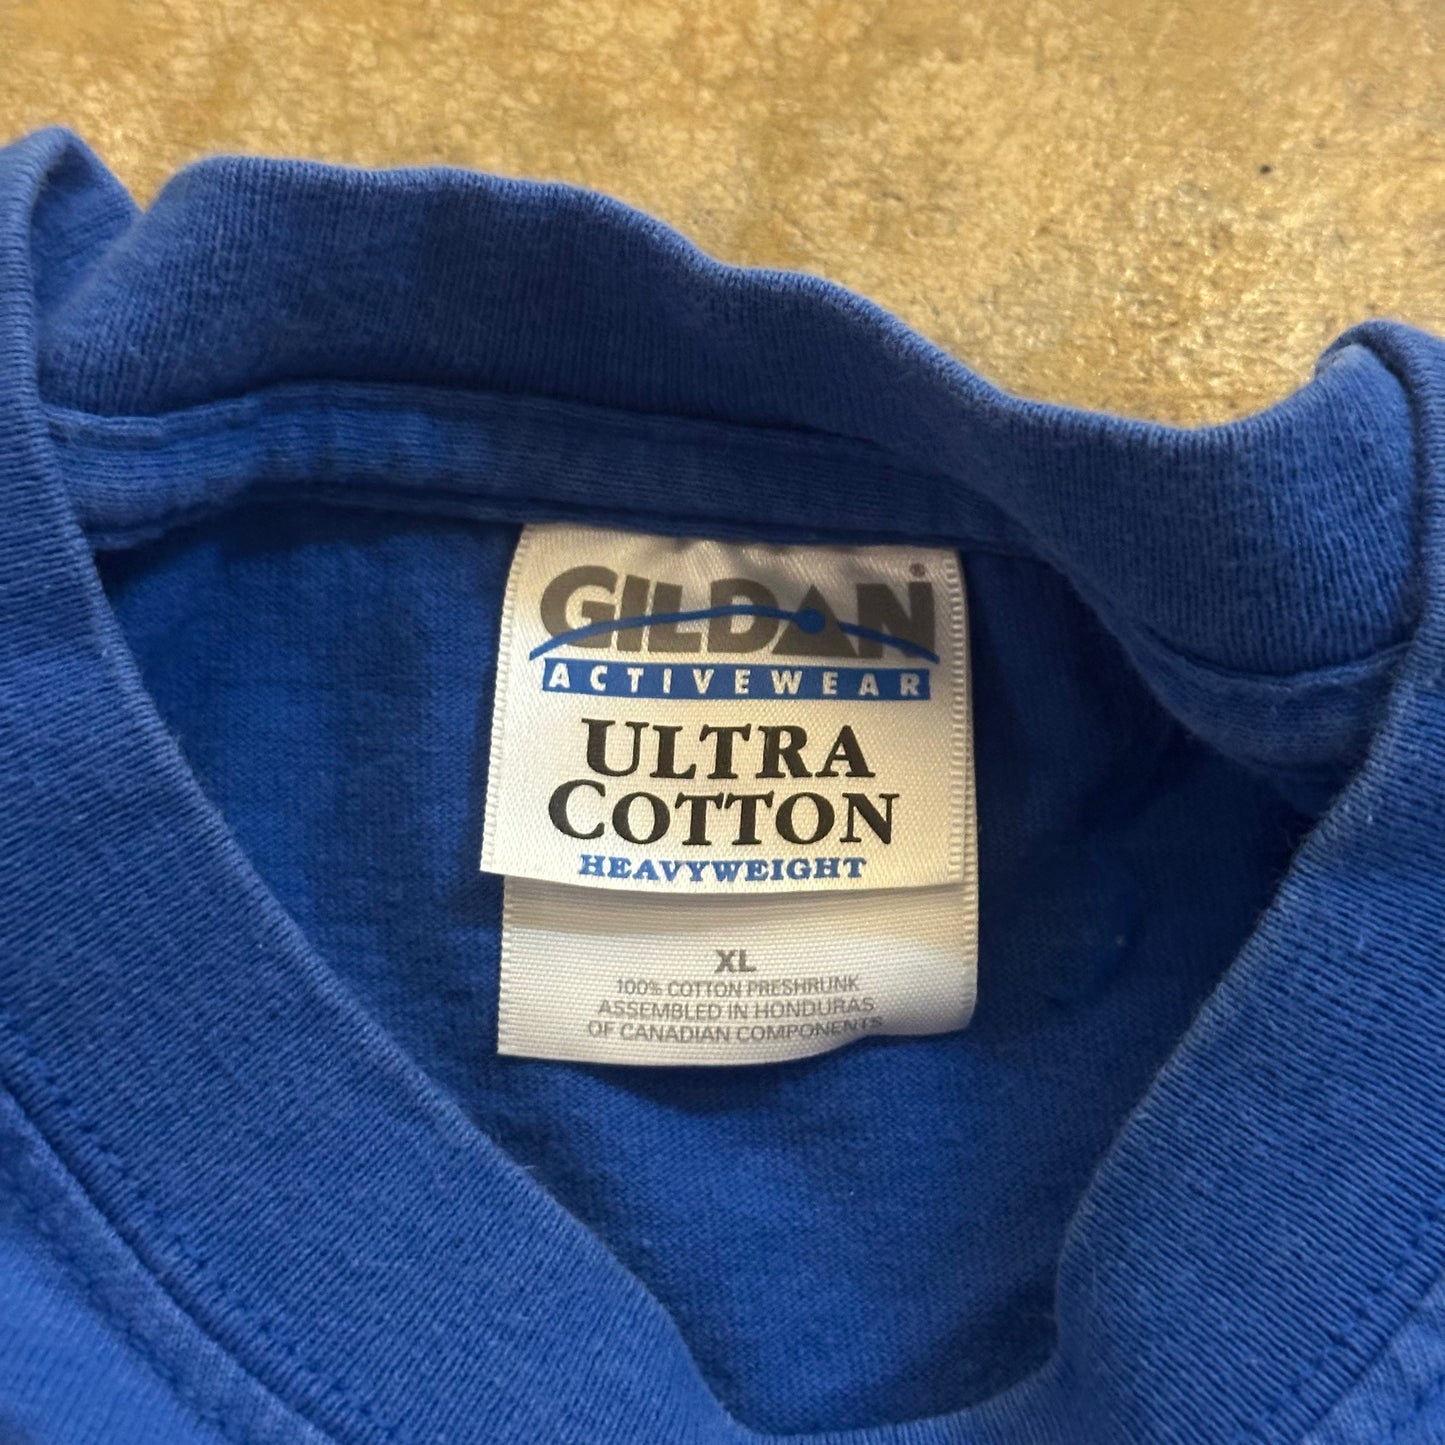 GILDAN®
ACTIVEWEAR
ULTRA
COTTON
HEAVYWEIGHT
XL
100% COTTON PRESHRUNK
ASSEMBLED IN HONDURAS
OF CANADIAN COMPONENTS